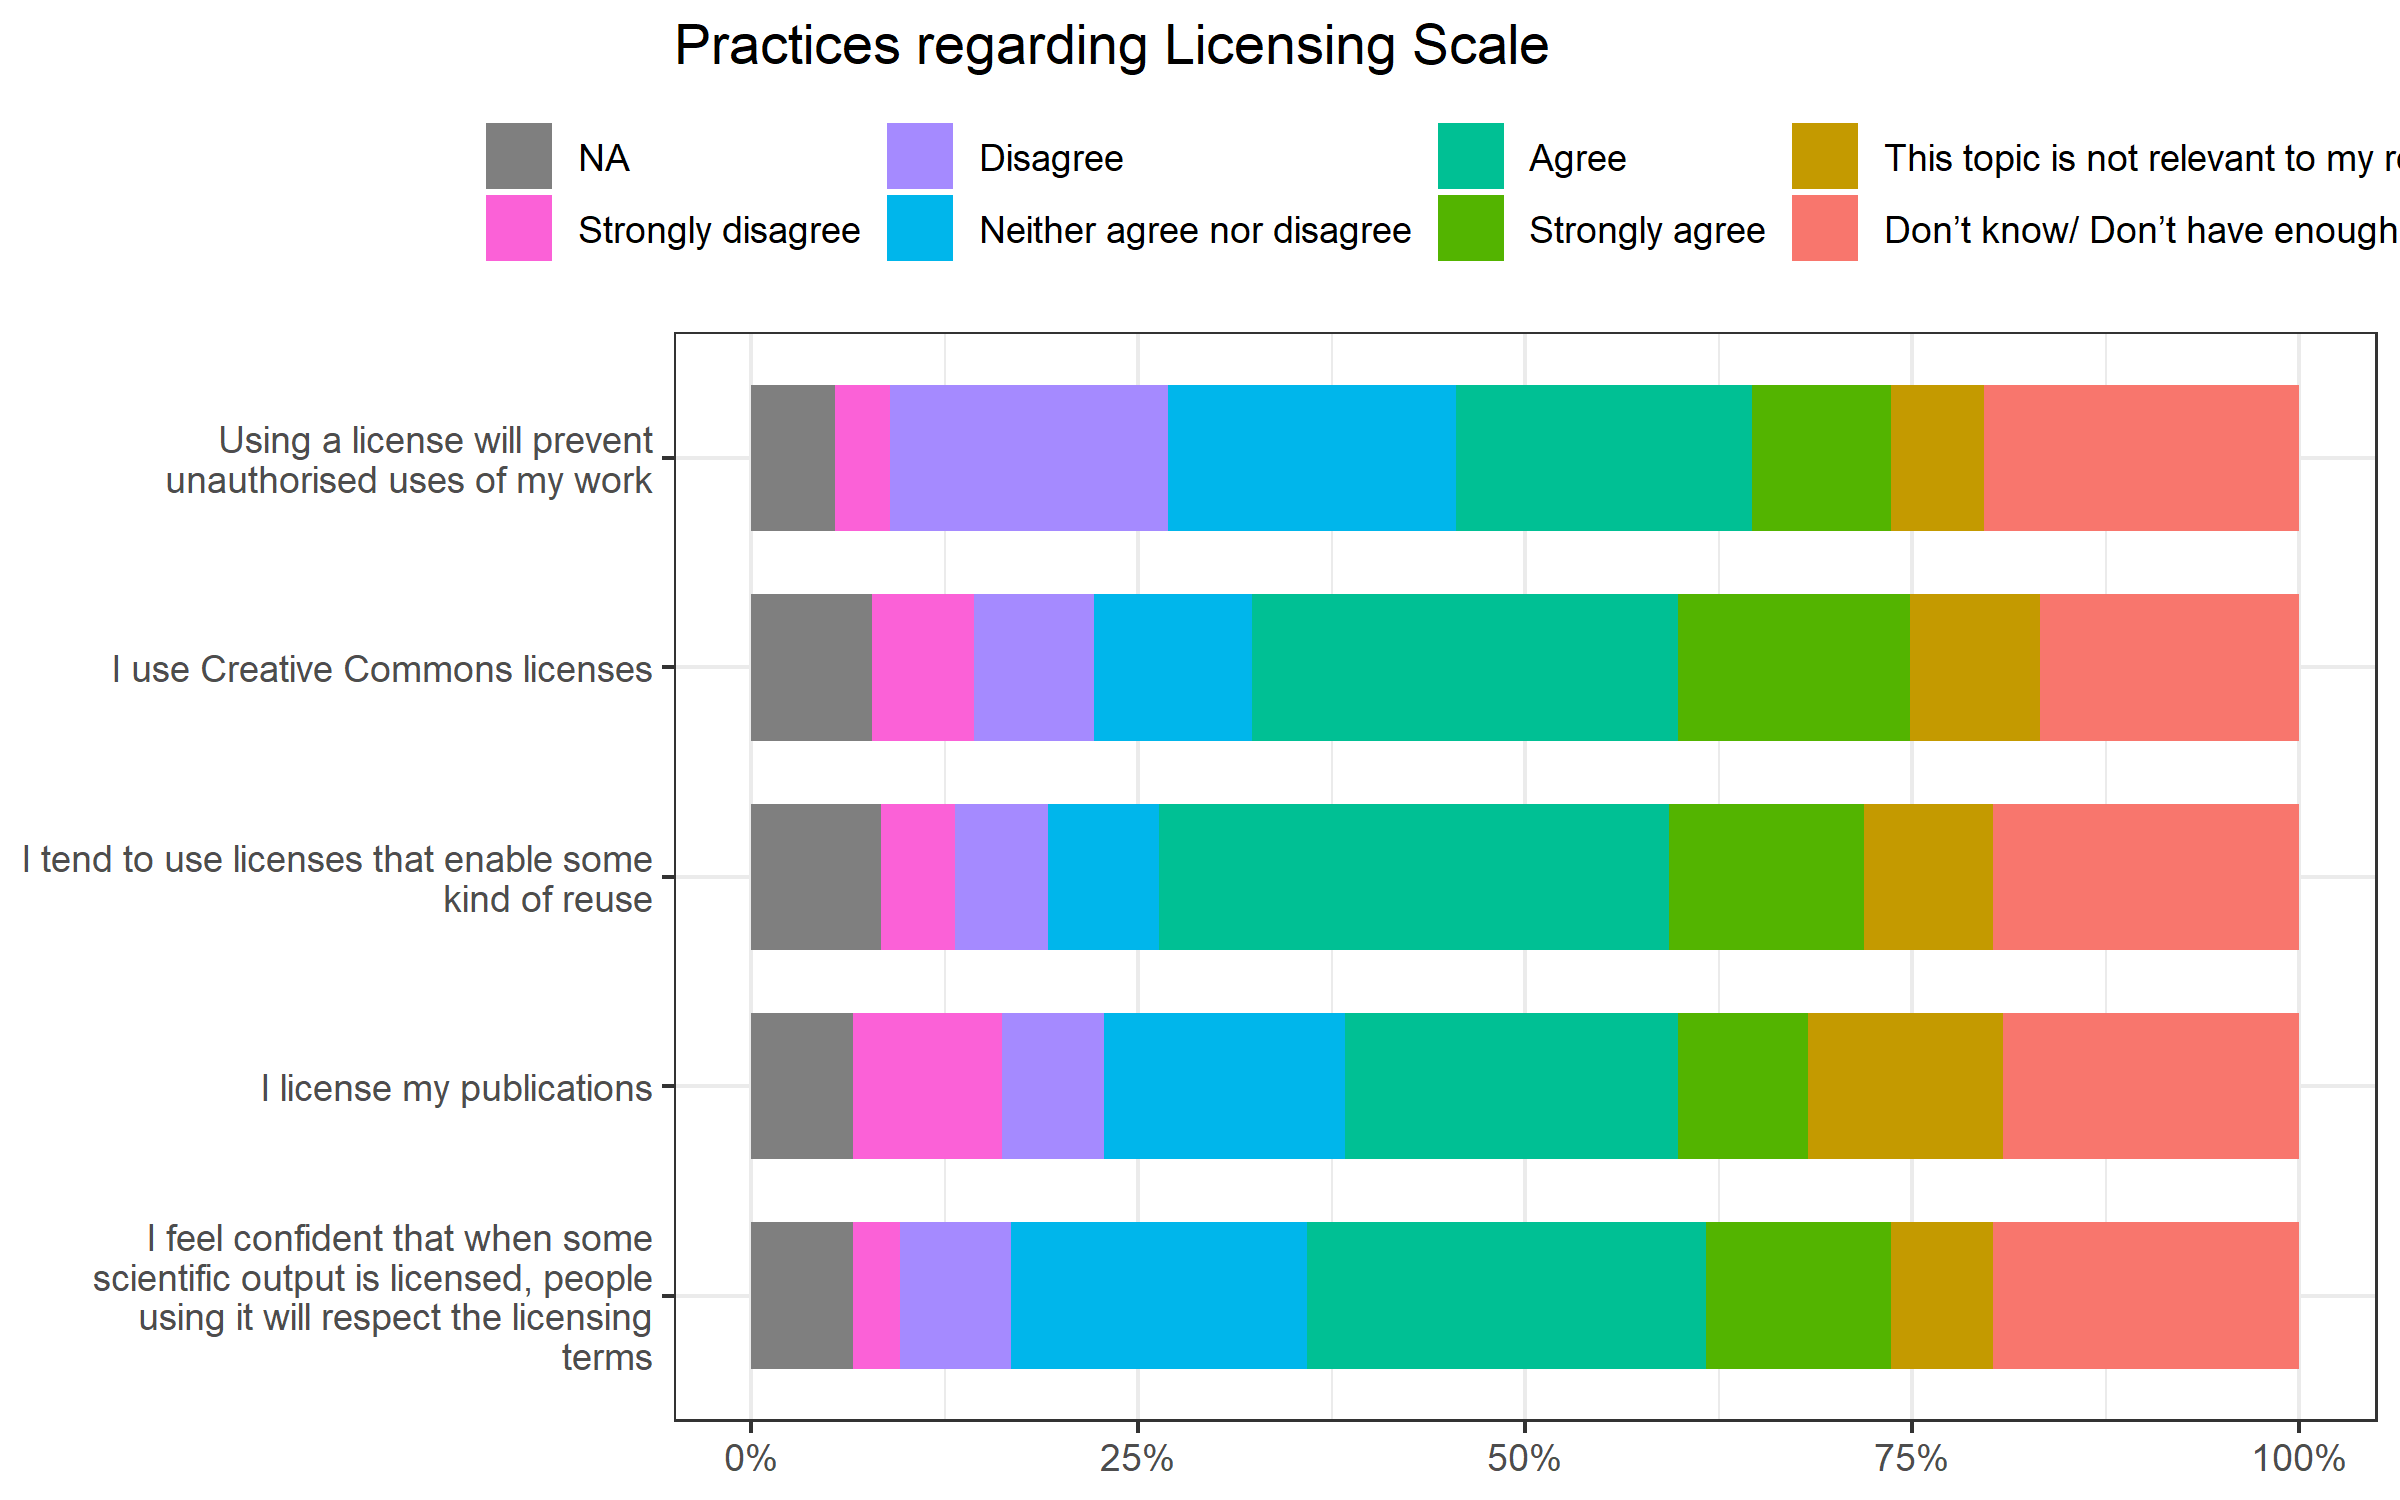 Practices regarding Licensing Scale
NA
Disagree
Agree
This topic is not relevant to my
Strongly disagree
Neither agree nor disagree
Strongly agree
Don’t know/ Don’t have enough
Using a license will prevent
unauthorised uses of my work
I use Creative Commons licenses
I tend to use licenses that enable some
kind of reuse
I license my publications
I feel confident that when some
scientific output is licensed, people
using it will respect the licensing
terms
0%
25%
50%
75%
100%